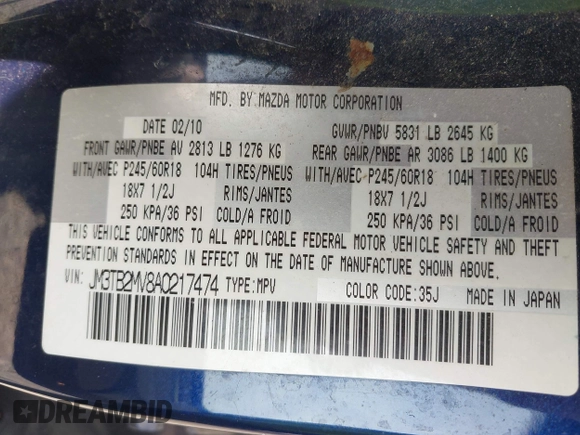 MFD. BY MAZDA MOTOR CORPORATION
DATE 02/10 GVWR/PNBV 5831 LB 2645 KG
FRONT GAWR/PNBE AV 2813 LB 1276 KG REAR GAWR/PNBE AR 3086 LB 1400 KG
WITH/AVEC P245/60R18 104H TIRES/PNEUS WITH/AVEC P245/60R18 104H TIRES/PNEUS
18X7 1/2J RIMS/JANTES 18X7 1/2J RIMS/JANTES
250 KPA/36 PSI COLD/A FROID 250 KPA/36 PSI COLD/A FROID
THIS VEHICLE CONFORMS TO ALL APPLICABLE FEDERAL MOTOR VEHICLE SAFETY AND THEFT
PREVENTION STANDARDS IN EFFECT ON THE DATE OF MANUFACTURE SHOWN ABOVE.
VIN: JM3TB2MV8A0217474 TYPE:MPV COLOR CODE:35J MADE IN JAPAN
DREAMBID